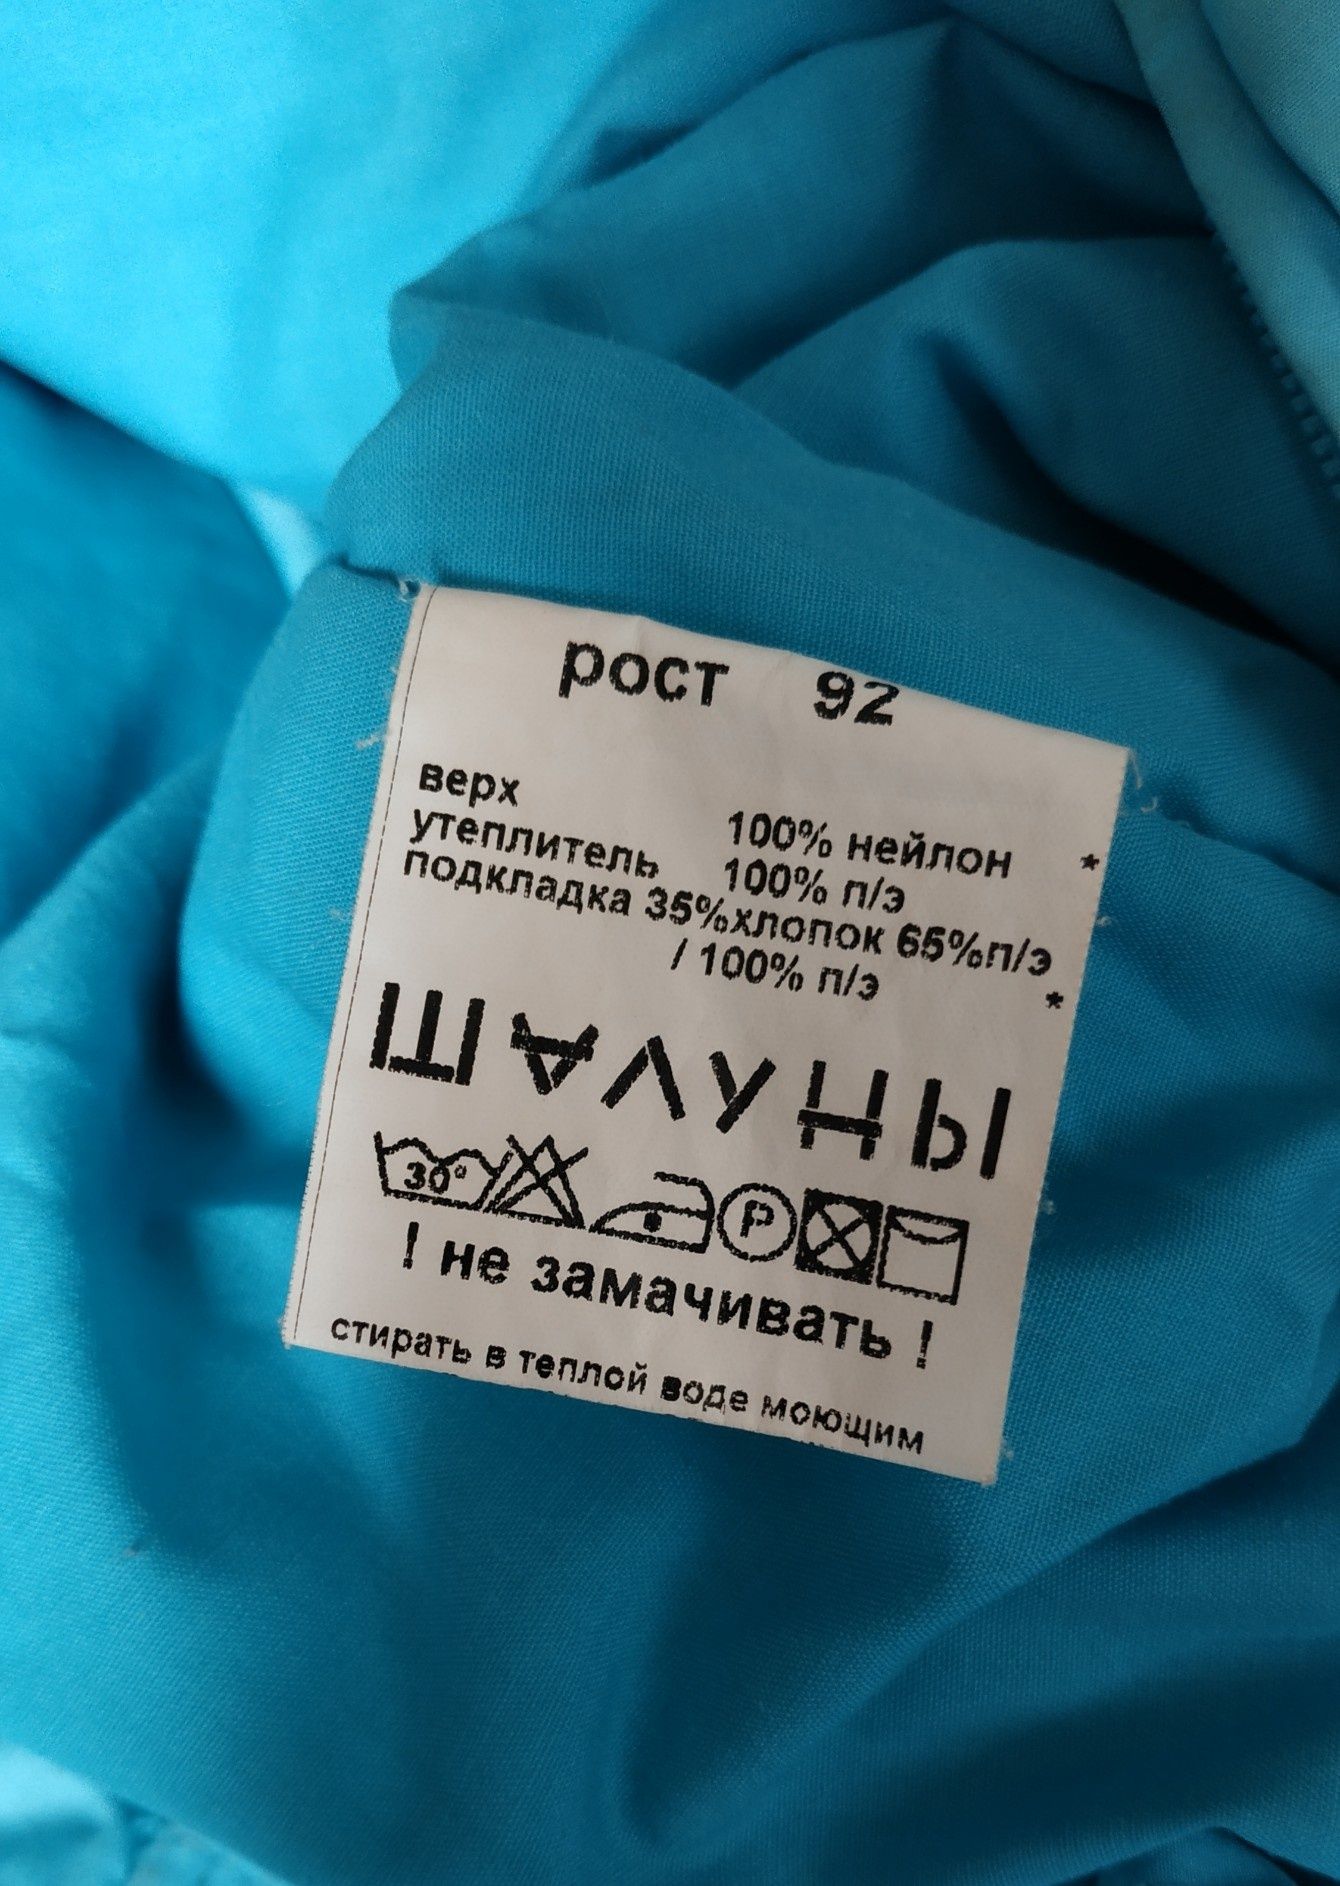 рост 92
верх 100% нейлон *
утеплитель 100% п/э
подкладка 35%хлопок 65%п/э
/ 100% п/э *
ШАЛУНЫ
30° P
! не замачивать !
стирать в теплой воде моющим